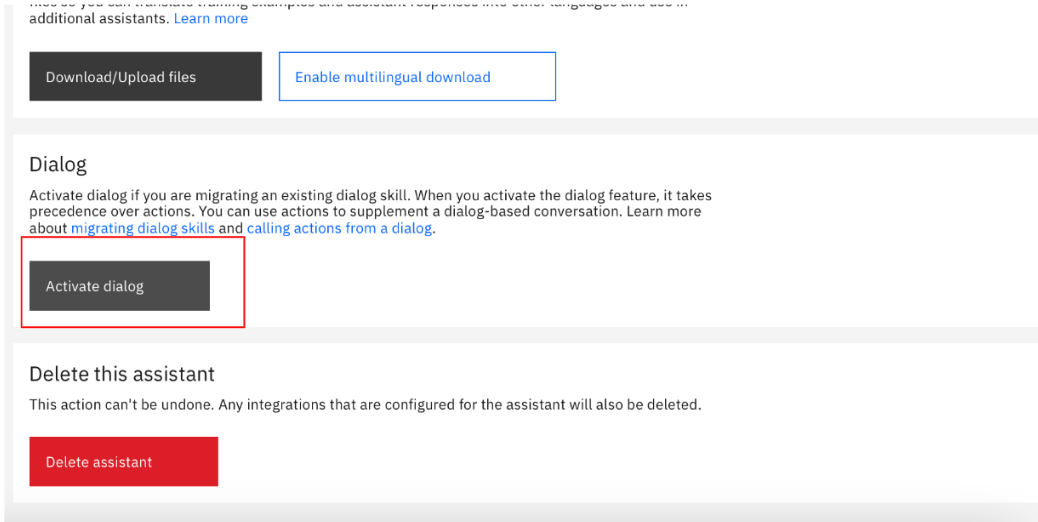 additional assistants. Learn more
Download/Upload files
Enable multilingual download
Dialog
Activate dialog if you are migrating an existing dialog skill. When you activate the dialog feature, it takes
precedence over actions. You can use actions to supplement a dialog-based conversation. Learn more
about migrating dialog skills and calling actions from a dialog.
Activate dialog
Delete this assistant
This action can't be undone. Any integrations that are configured for the assistant will also be deleted.
Delete assistant